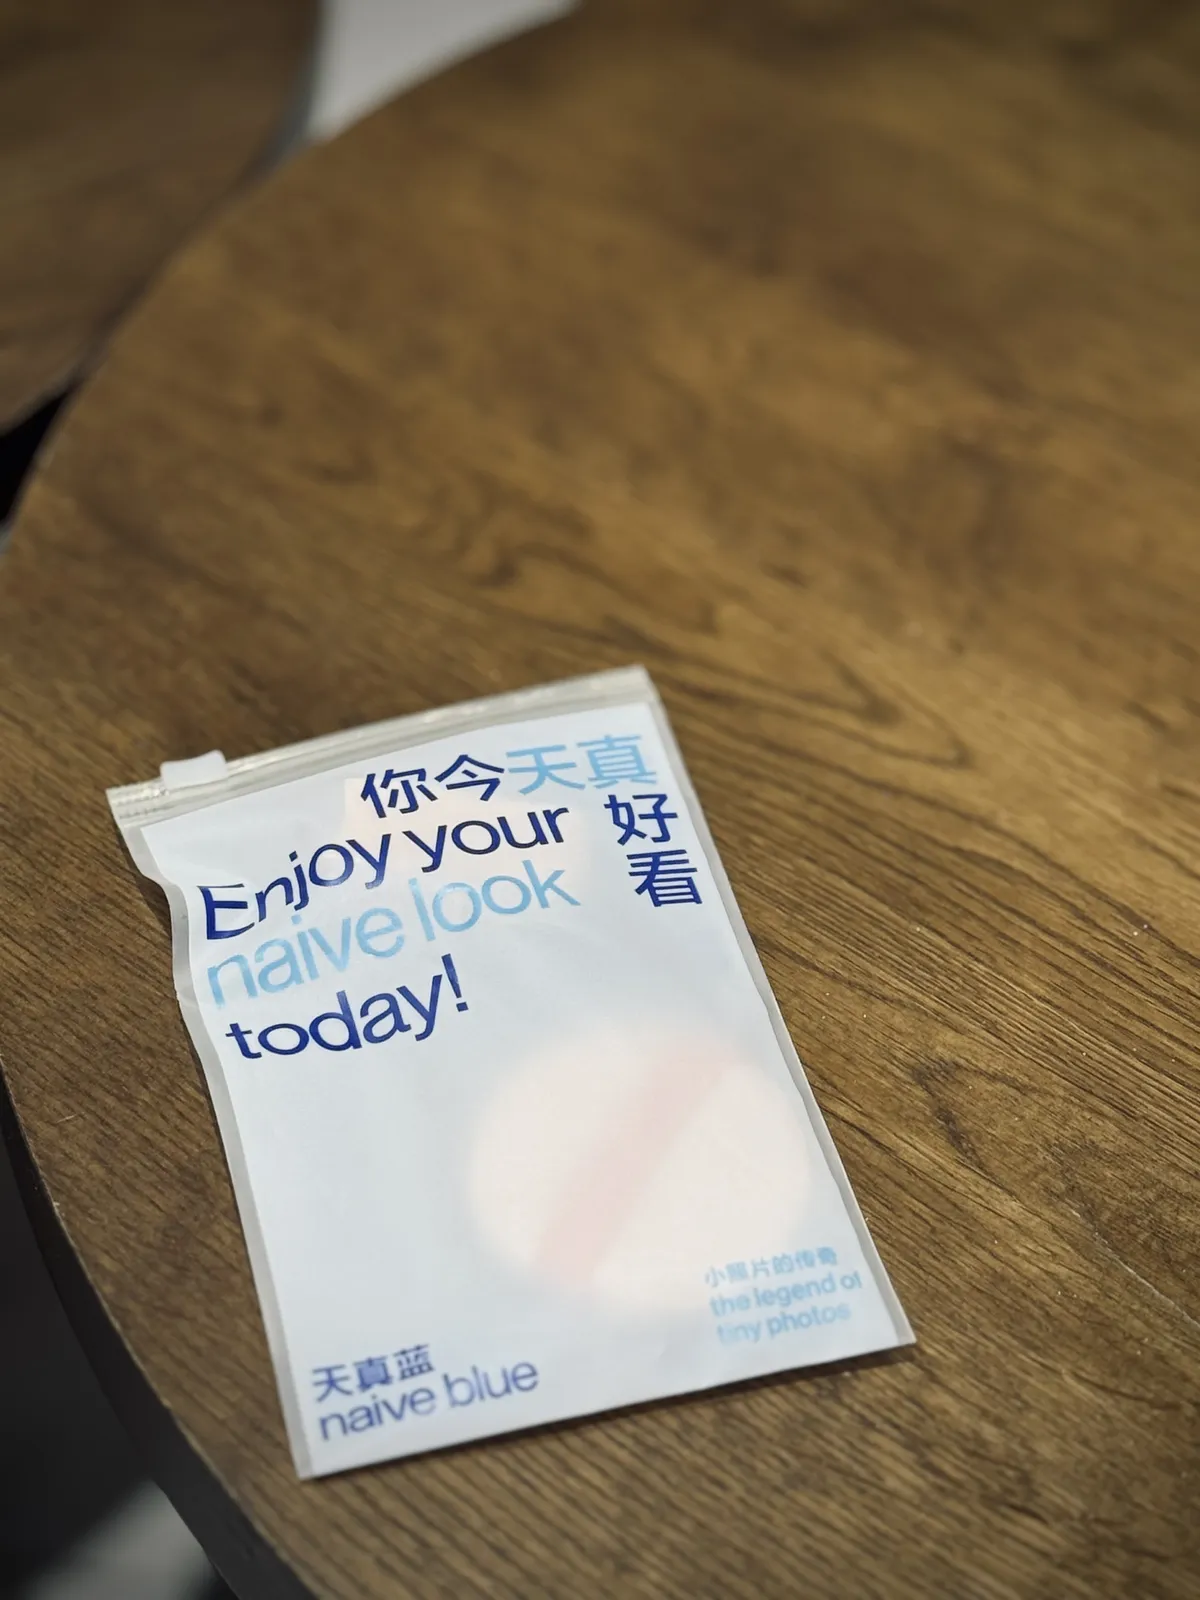 你今天真
好
看
Enjoy your
naive look
today!
小照片的传奇
the legend of
tiny photos
天真蓝
naive blue